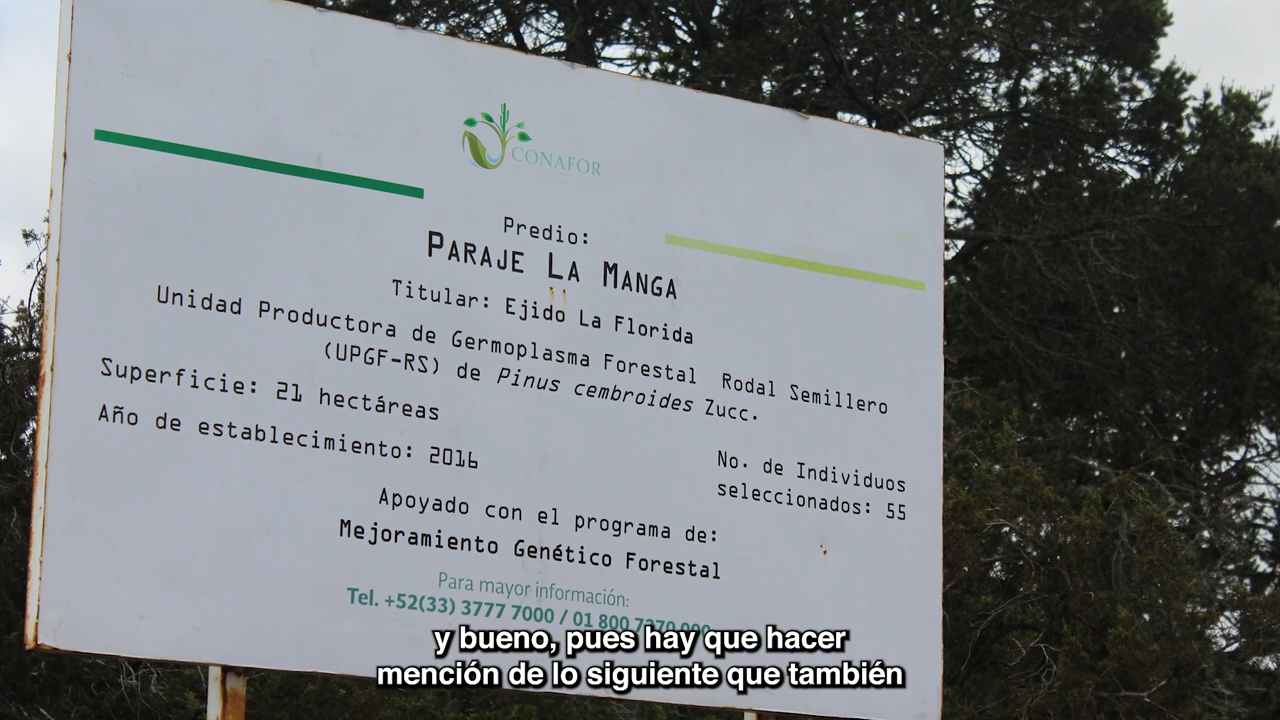 CONAFOR
Predio:
PARAJE LA MANGA
Titular: Ejido La Florida
Unidad Productora de Germoplasma Forestal Rodal Semillero
(UPGF-RS) de Pinus cembroides Zucc.
Superficie: 21 hectáreas
Año de establecimiento: 2016
No. de Individuos
seleccionados: 55
Apoyado con el programa de:
Mejoramiento Genético Forestal
Para mayor información:
Tel. +52(33) 3777 7000 / 01 800
y bueno, pues hay que hacer
mención de lo siguiente que también